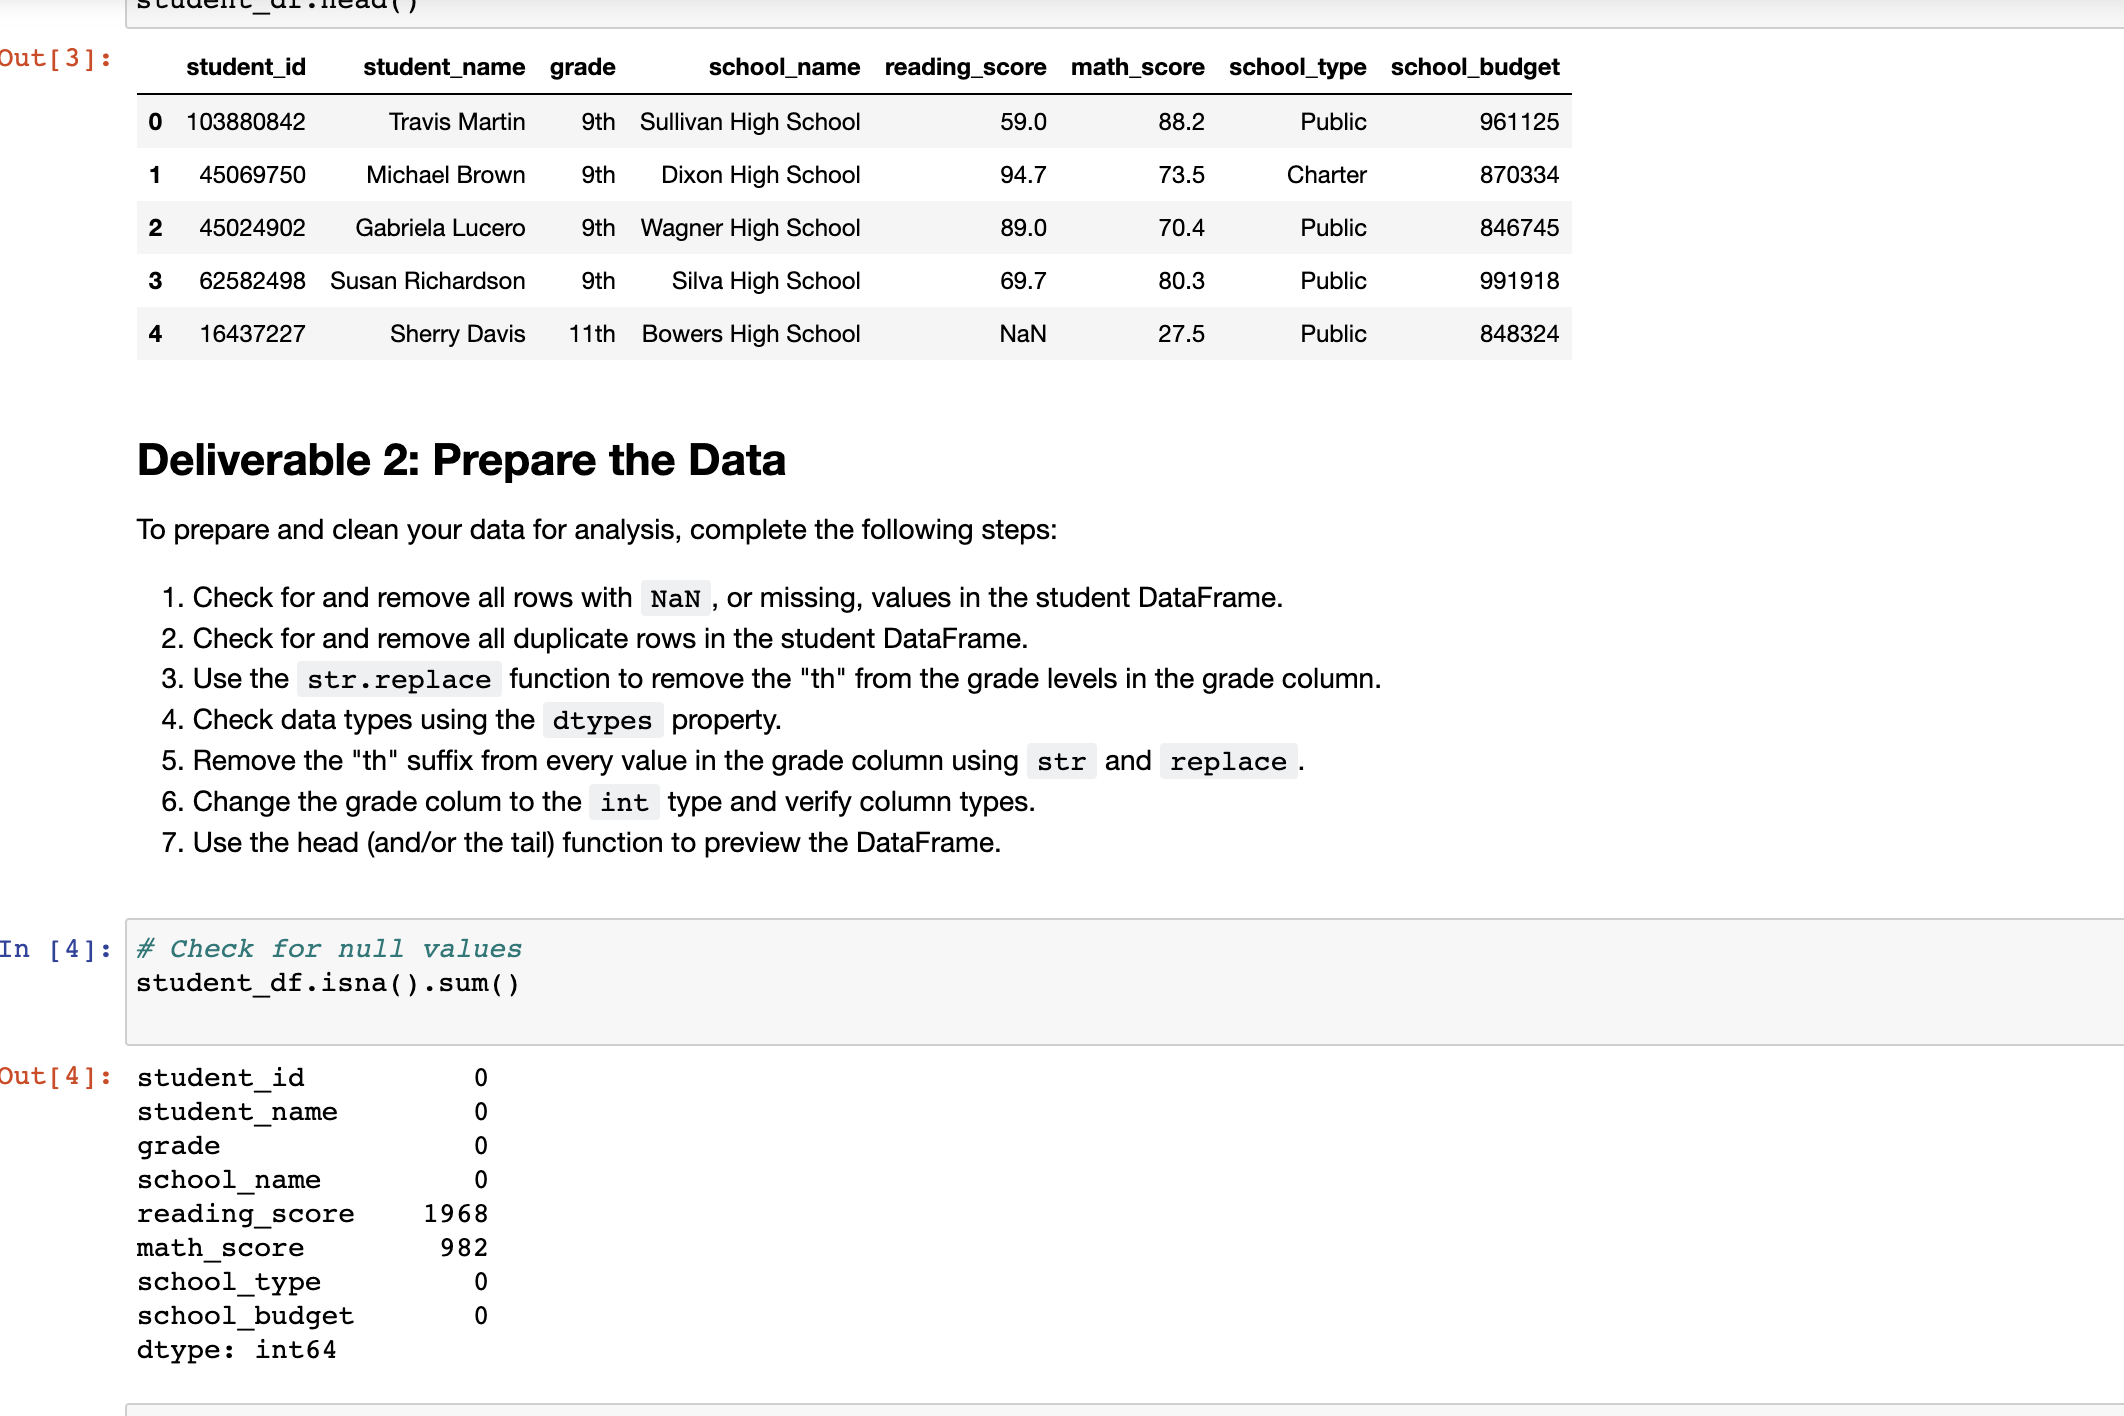 student_df.head()
Out[3]:
student_id student_name grade school_name reading_score math_score school_type school_budget
0 103880842 Travis Martin 9th Sullivan High School 59.0 88.2 Public 961125
1 45069750 Michael Brown 9th Dixon High School 94.7 73.5 Charter 870334
2 45024902 Gabriela Lucero 9th Wagner High School 89.0 70.4 Public 846745
3 62582498 Susan Richardson 9th Silva High School 69.7 80.3 Public 991918
4 16437227 Sherry Davis 11th Bowers High School NaN 27.5 Public 848324
Deliverable 2: Prepare the Data
To prepare and clean your data for analysis, complete the following steps:
1. Check for and remove all rows with NaN , or missing, values in the student DataFrame.
2. Check for and remove all duplicate rows in the student DataFrame.
3. Use the str.replace function to remove the "th" from the grade levels in the grade column.
4. Check data types using the dtypes property.
5. Remove the "th" suffix from every value in the grade column using str and replace .
6. Change the grade colum to the int type and verify column types.
7. Use the head (and/or the tail) function to preview the DataFrame.
In [4]:
# Check for null values
student_df.isna().sum()
Out[4]:
student_id 0
student_name 0
grade 0
school_name 0
reading_score 1968
math_score 982
school_type 0
school_budget 0
dtype: int64